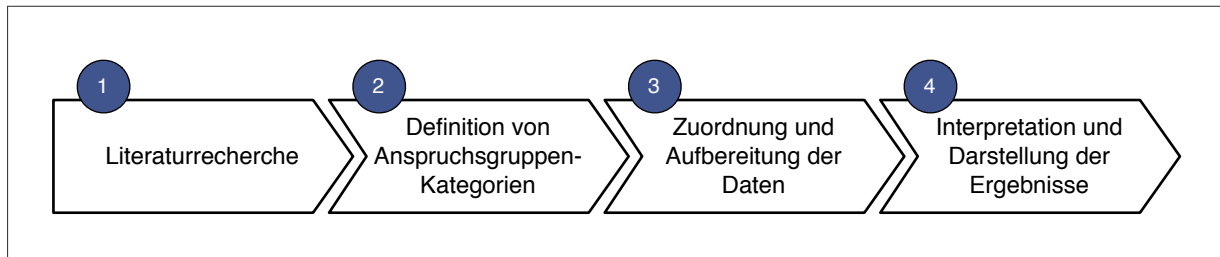 1
Literaturrecherche
2
Definition von
Anspruchsgruppen-
Kategorien
3
Zuordnung und
Aufbereitung der
Daten
4
Interpretation und
Darstellung der
Ergebnisse